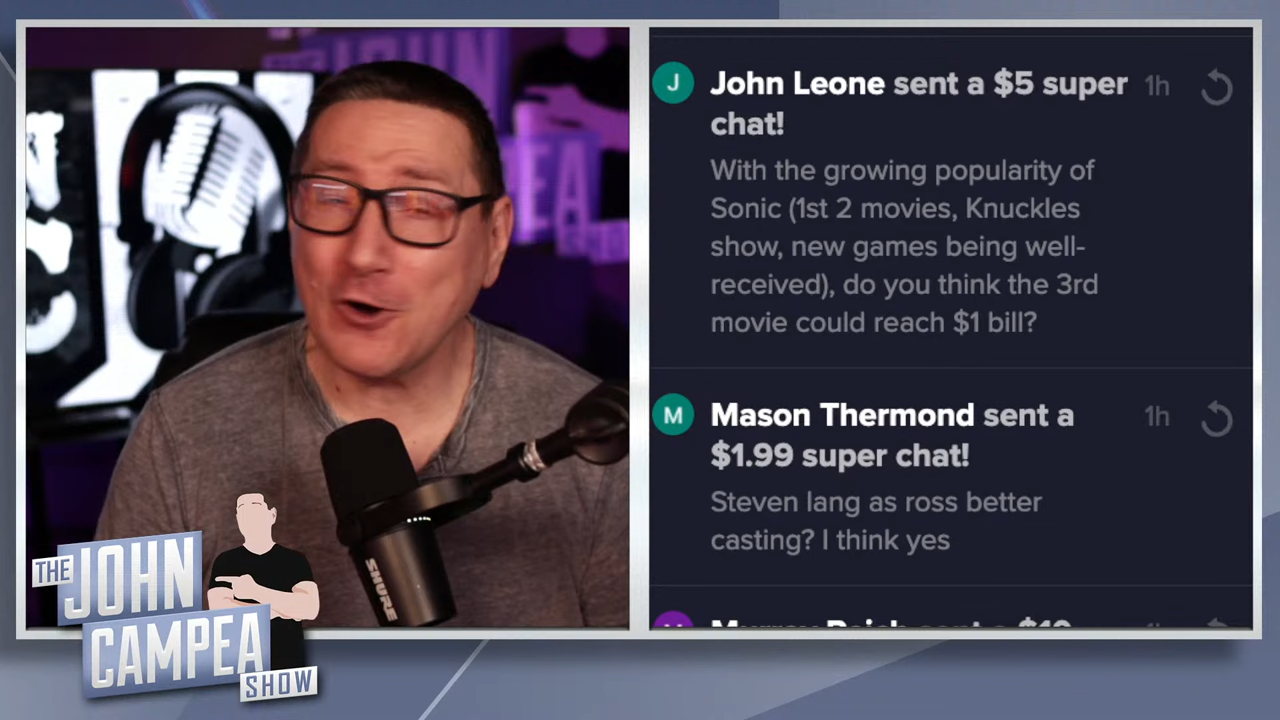 J
John Leone sent a $5 super
1h
chat!
With the growing popularity of
Sonic (1st 2 movies, Knuckles
show, new games being well-
received), do you think the 3rd
movie could reach $1 bill?
M
Mason Thermond sent a
1h
$1.99 super chat!
Steven lang as ross better
casting? I think yes
SHURE
THE
JOHN
CAMPEA
SHOW